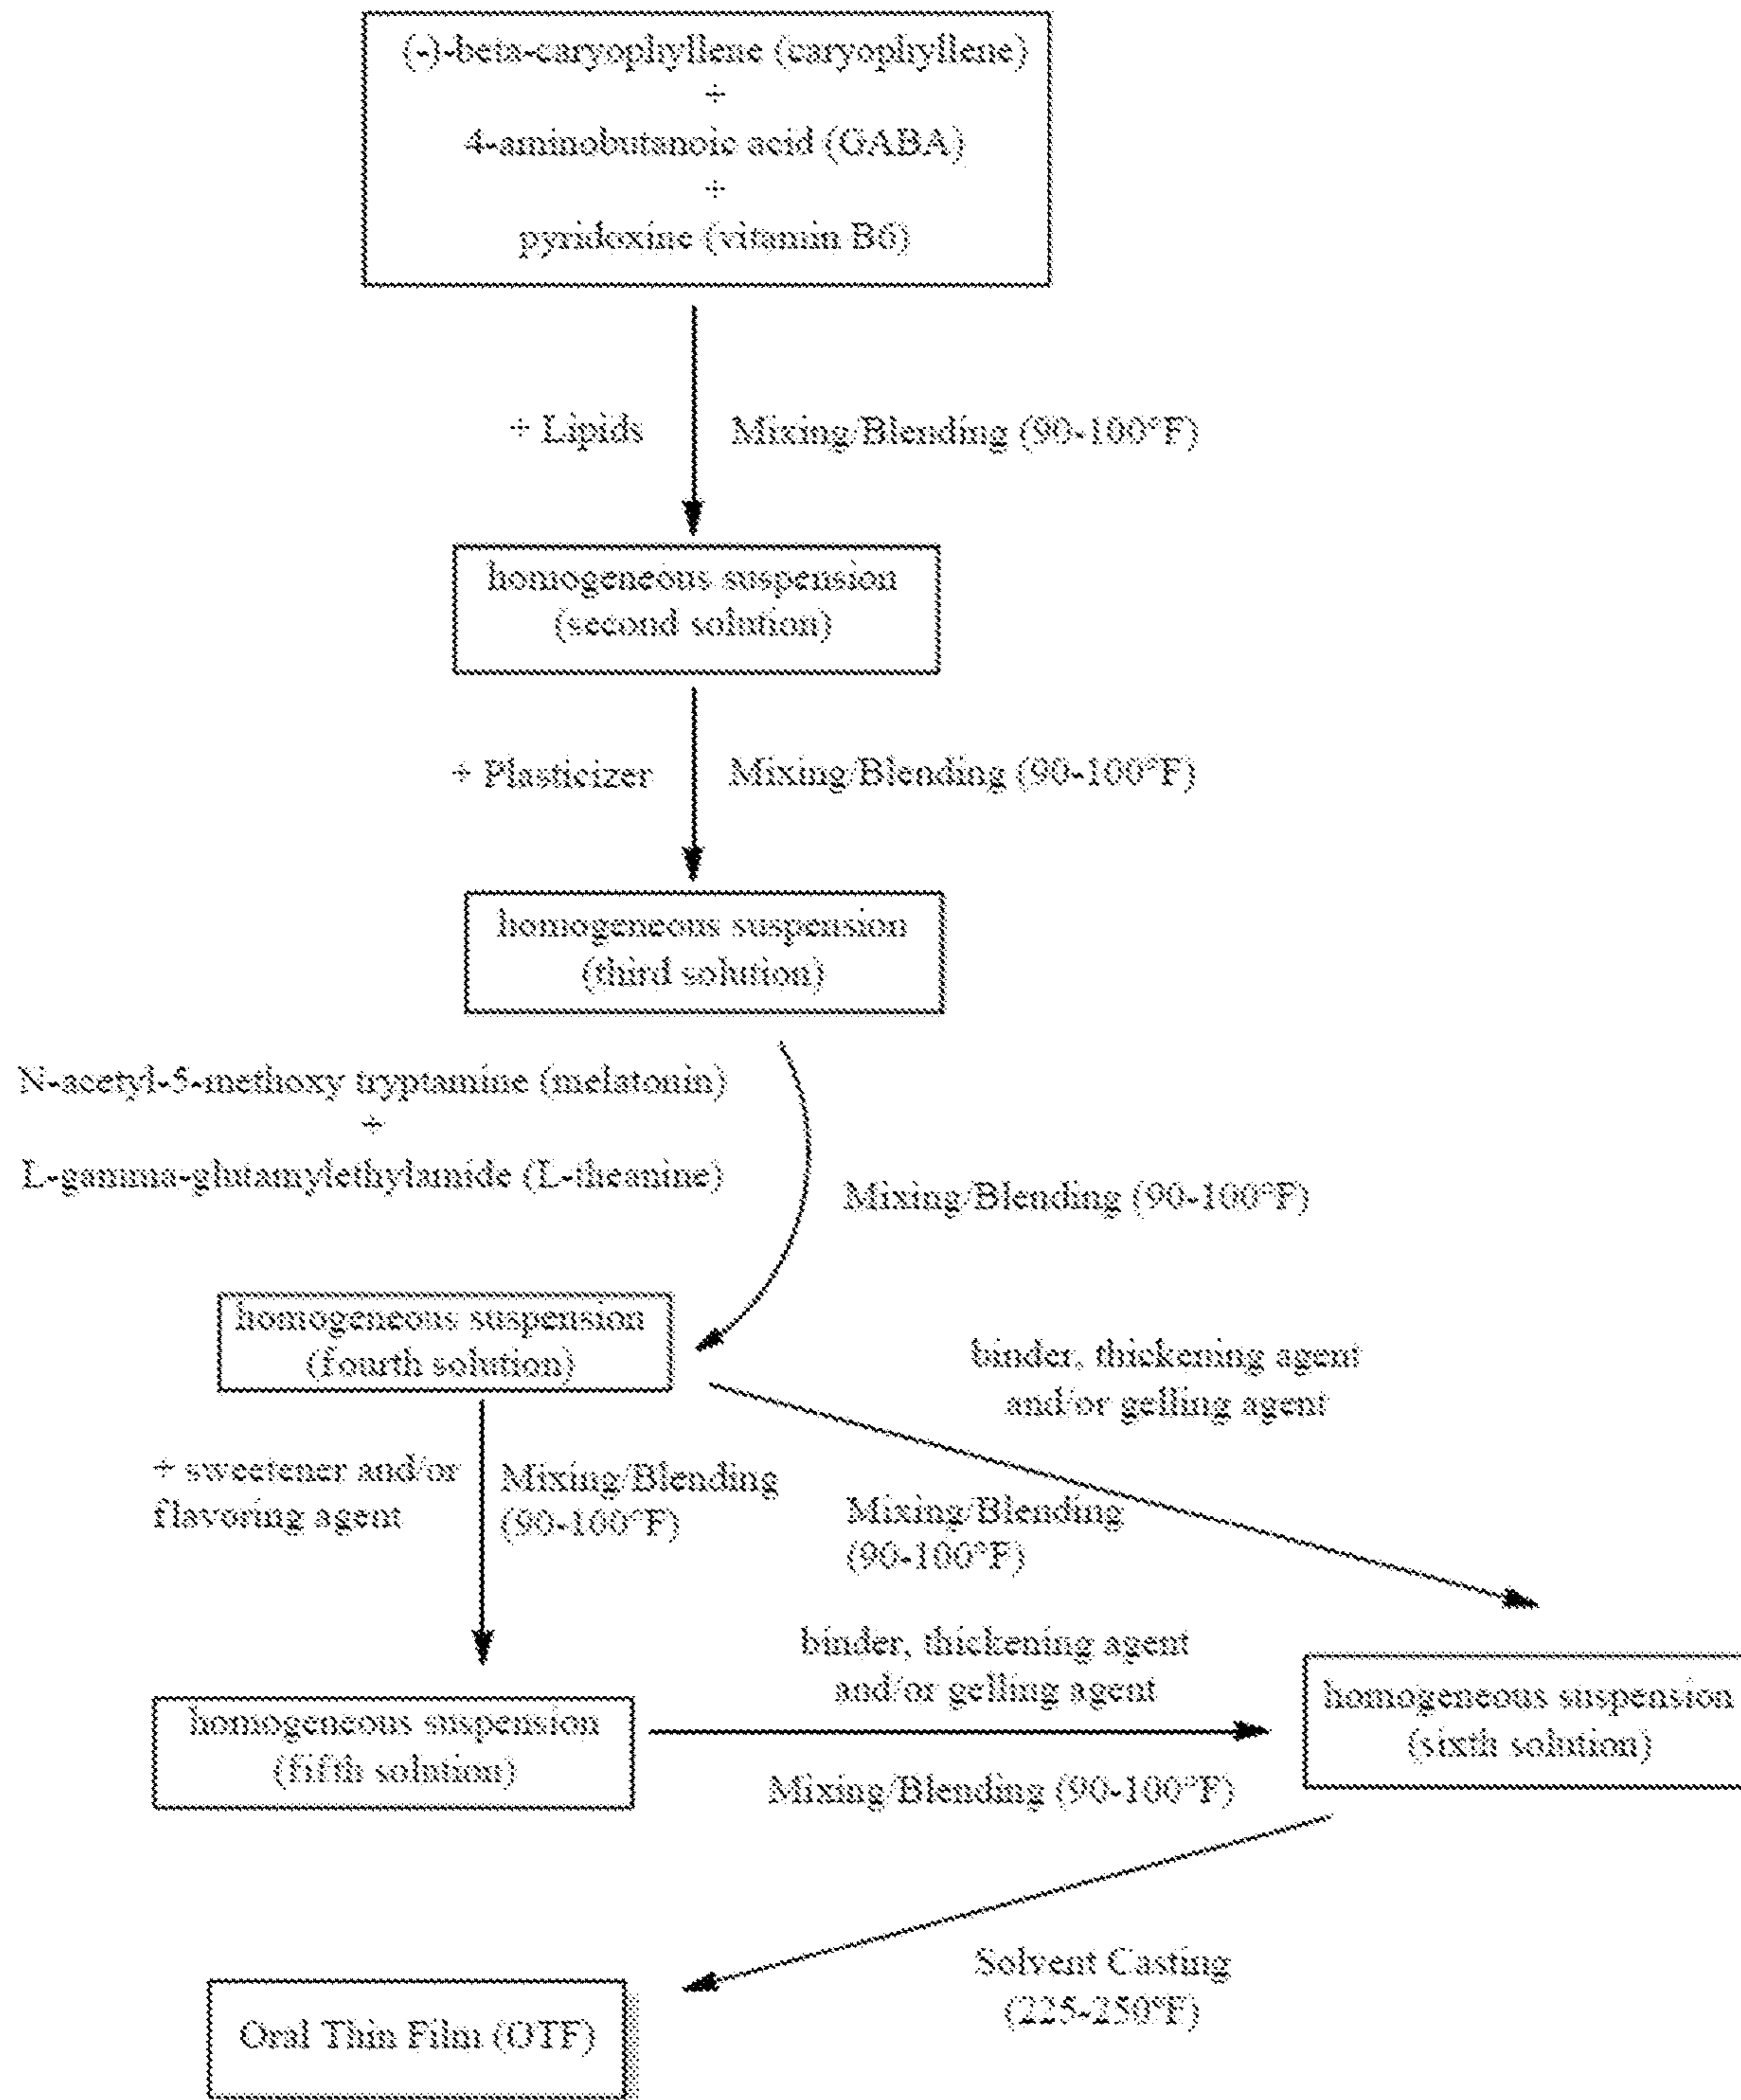 (-)-beta-caryophyllene (caryophyllene)
+
4-aminobutanoic acid (GABA)
+
pyridoxine (vitamin B6)
+ Lipids
Mixing/Blending (90-100°F)
homogeneous suspension
(second solution)
+ Plasticizer
Mixing/Blending (90-100°F)
homogeneous suspension
(third solution)
N-acetyl-5-methoxy tryptamine (melatonin)
+
L-gamma-glutamylethylamide (L-theanine)
Mixing/Blending (90-100°F)
homogeneous suspension
(fourth solution)
binder, thickening agent
and/or gelling agent
+ sweetener and/or
flavoring agent
Mixing/Blending
(90-100°F)
Mixing/Blending
(90-100°F)
binder, thickening agent
and/or gelling agent
homogeneous suspension
(fifth solution)
Mixing/Blending (90-100°F)
homogeneous suspension
(sixth solution)
Solvent Casting
(225-250°F)
Oral Thin Film (OTF)